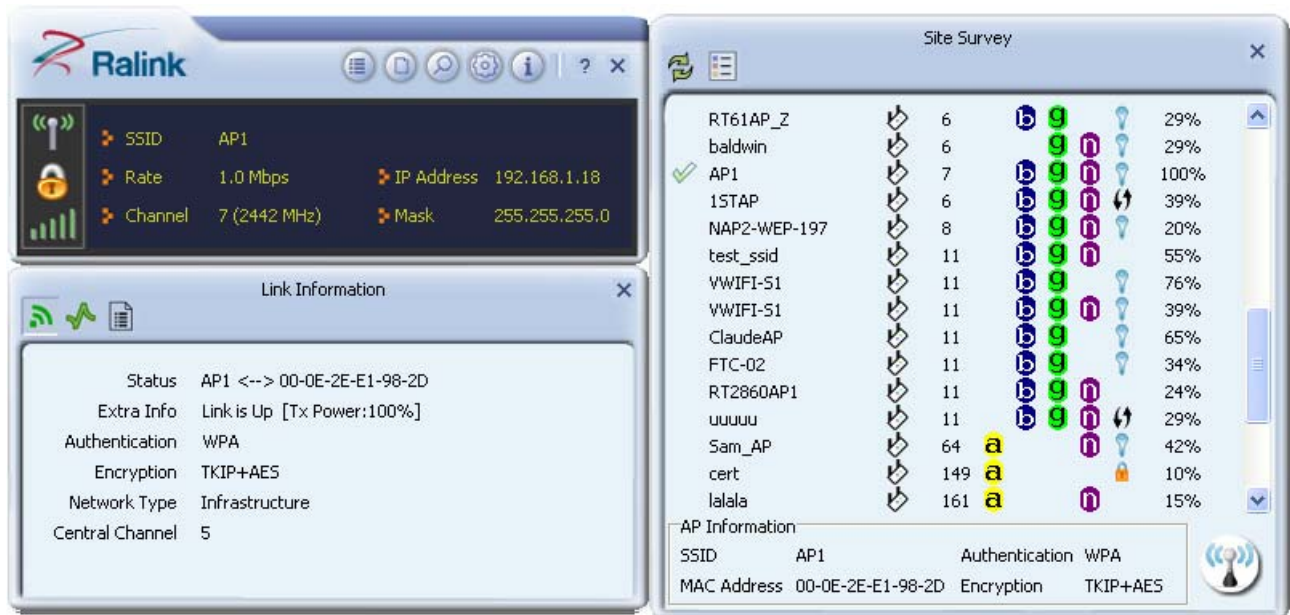 Ralink
i ? ×
SSID AP1
Rate 1.0 Mbps IP Address 192.168.1.18
Channel 7 (2442 MHz) Mask 255.255.255.0
Link Information
Status AP1 <--> 00-0E-2E-E1-98-2D
Extra Info Link is Up [Tx Power:100%]
Authentication WPA
Encryption TKIP+AES
Network Type Infrastructure
Central Channel 5
Site Survey
RT61AP_Z 6 b g 29%
baldwin 6 g n 29%
AP1 7 b g n 100%
1STAP 6 b g n 39%
NAP2-WEP-197 8 b g n 20%
test_ssid 11 b g n 55%
VWIFI-S1 11 b g 76%
VWIFI-S1 11 b g n 39%
ClaudeAP 11 b g 65%
FTC-02 11 b g 34%
RT2860AP1 11 b g n 24%
uuuuu 11 b g n 29%
Sam_AP 64 a n 42%
cert 149 a 10%
lalala 161 a n 15%
AP Information
SSID AP1 Authentication WPA
MAC Address 00-0E-2E-E1-98-2D Encryption TKIP+AES